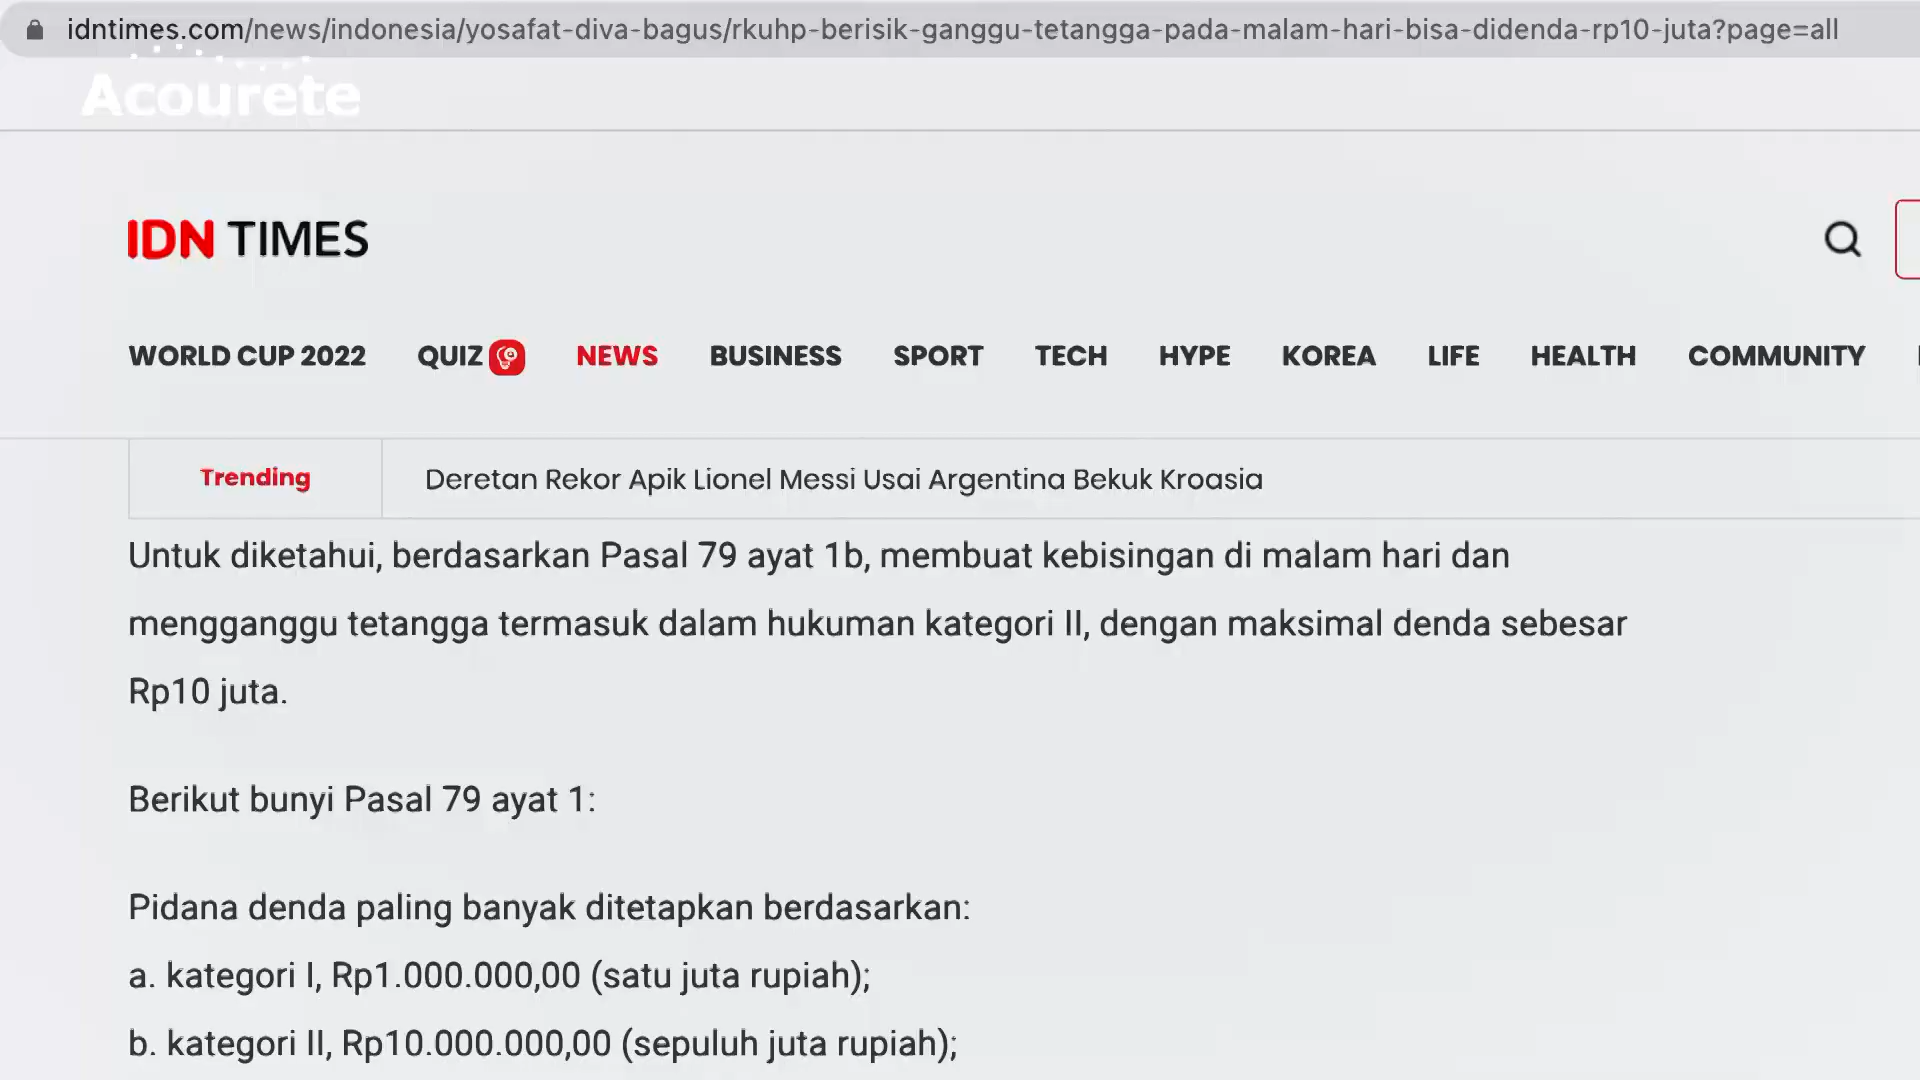 idntimes.com/news/indonesia/yosafat-diva-bagus/rkuhp-berisik-ganggu-tetangga-pada-malam-hari-bisa-didenda-rp10-juta?page=all
Acourete
IDN TIMES
WORLD CUP 2022 QUIZ NEWS BUSINESS SPORT TECH HYPE KOREA LIFE HEALTH COMMUNITY
Trending Deretan Rekor Apik Lionel Messi Usai Argentina Bekuk Kroasia
Untuk diketahui, berdasarkan Pasal 79 ayat 1b, membuat kebisingan di malam hari dan
mengganggu tetangga termasuk dalam hukuman kategori II, dengan maksimal denda sebesar
Rp10 juta.
Berikut bunyi Pasal 79 ayat 1:
Pidana denda paling banyak ditetapkan berdasarkan:
a. kategori I, Rp1.000.000,00 (satu juta rupiah);
b. kategori II, Rp10.000.000,00 (sepuluh juta rupiah);